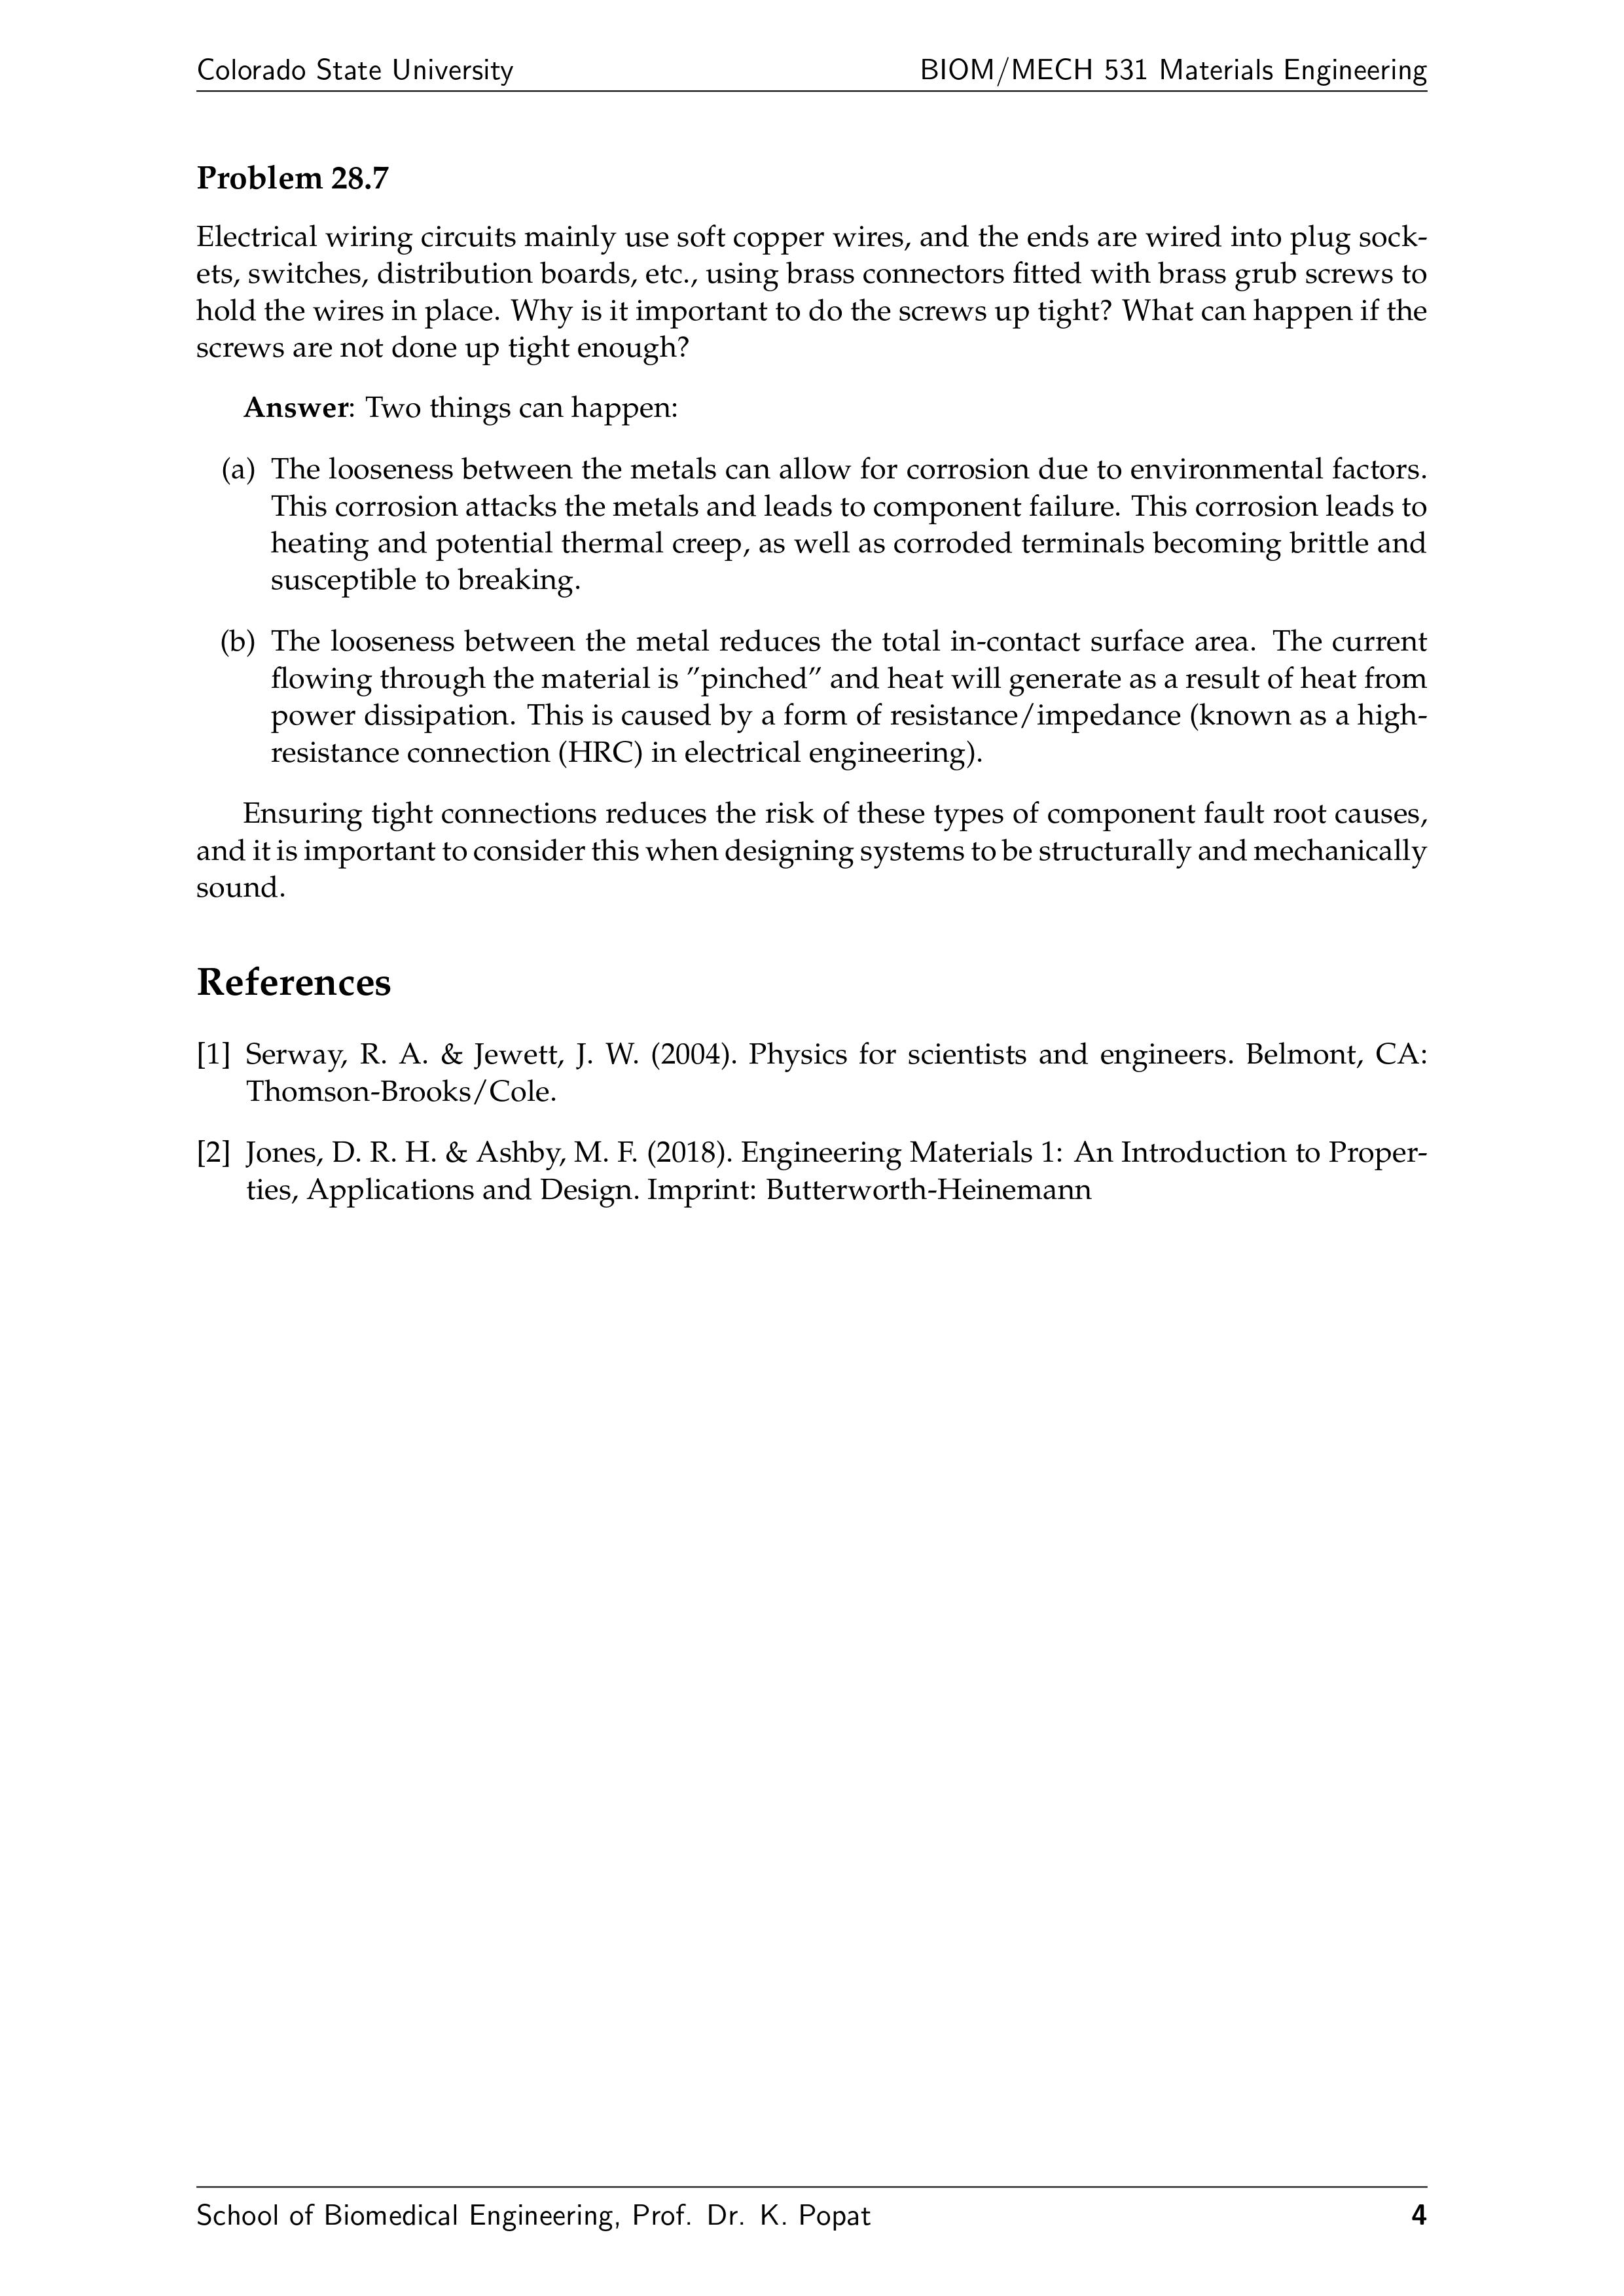 Colorado State University BIOM/MECH 531 Materials Engineering
Problem 28.7
Electrical wiring circuits mainly use soft copper wires, and the ends are wired into plug sock-
ets, switches, distribution boards, etc., using brass connectors fitted with brass grub screws to
hold the wires in place. Why is it important to do the screws up tight? What can happen if the
screws are not done up tight enough?
Answer: Two things can happen:
(a) The looseness between the metals can allow for corrosion due to environmental factors.
This corrosion attacks the metals and leads to component failure. This corrosion leads to
heating and potential thermal creep, as well as corroded terminals becoming brittle and
susceptible to breaking.
(b) The looseness between the metal reduces the total in-contact surface area. The current
flowing through the material is ”pinched” and heat will generate as a result of heat from
power dissipation. This is caused by a form of resistance/impedance (known as a high-
resistance connection (HRC) in electrical engineering).
Ensuring tight connections reduces the risk of these types of component fault root causes,
and it is important to consider this when designing systems to be structurally and mechanically
sound.
References
[1] Serway, R. A. & Jewett, J. W. (2004). Physics for scientists and engineers. Belmont, CA:
Thomson-Brooks/Cole.
[2] Jones, D. R. H. & Ashby, M. F. (2018). Engineering Materials 1: An Introduction to Proper-
ties, Applications and Design. Imprint: Butterworth-Heinemann
School of Biomedical Engineering, Prof. Dr. K. Popat 4